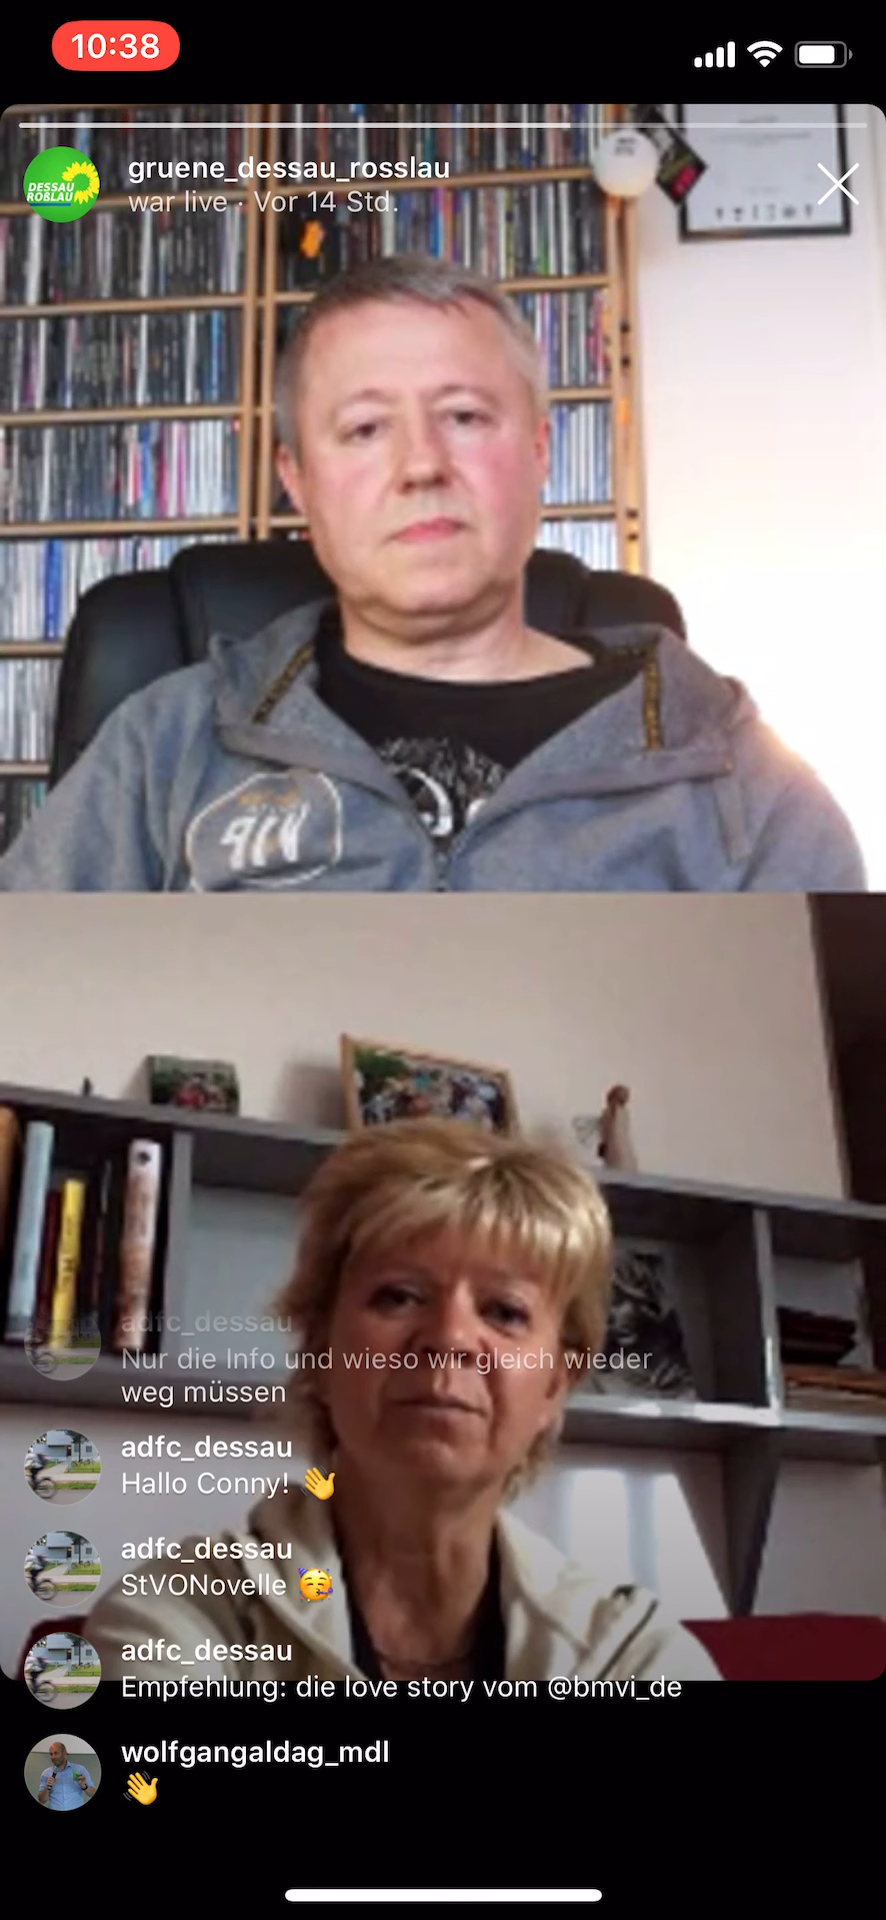 10:38
gruene_dessau_rosslau
war live · Vor 14 Std.
DESSAU
ROẞLAU
adfc_dessau
Nur die Info und wieso wir gleich wieder
weg müssen
adfc_dessau
Hallo Conny! 👋
adfc_dessau
StVONovelle 🥳
adfc_dessau
Empfehlung: die love story vom @bmvi_de
wolfgangaldag_mdl
👋